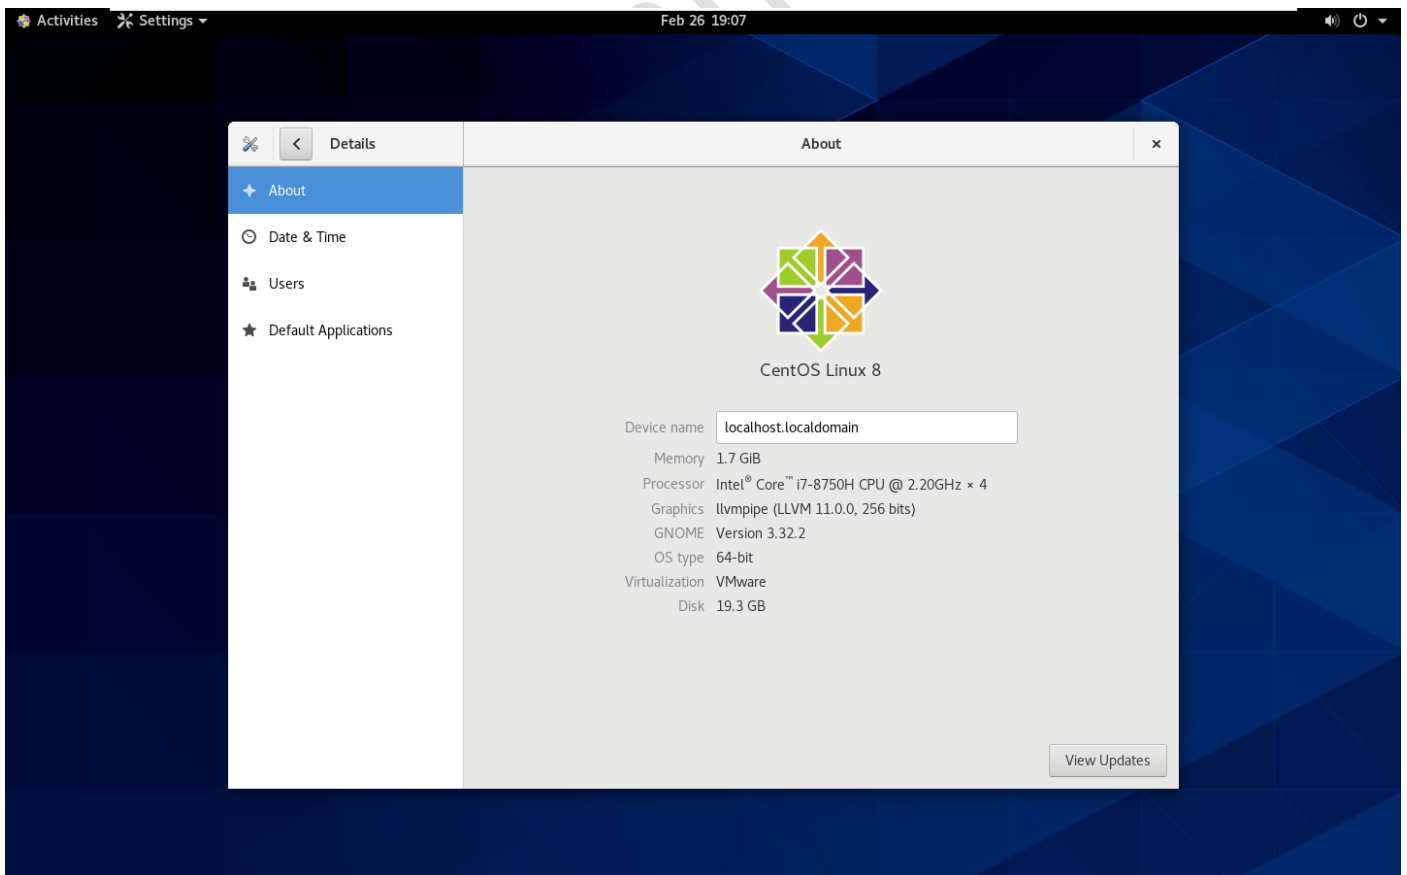 Activities Settings Feb 26 19:07
Details About
About
Date & Time
Users
Default Applications
CentOS Linux 8
Device name localhost.localdomain
Memory 1.7 GiB
Processor Intel® Core™ i7-8750H CPU @ 2.20GHz × 4
Graphics llvmpipe (LLVM 11.0.0, 256 bits)
GNOME Version 3.32.2
OS type 64-bit
Virtualization VMware
Disk 19.3 GB
View Updates